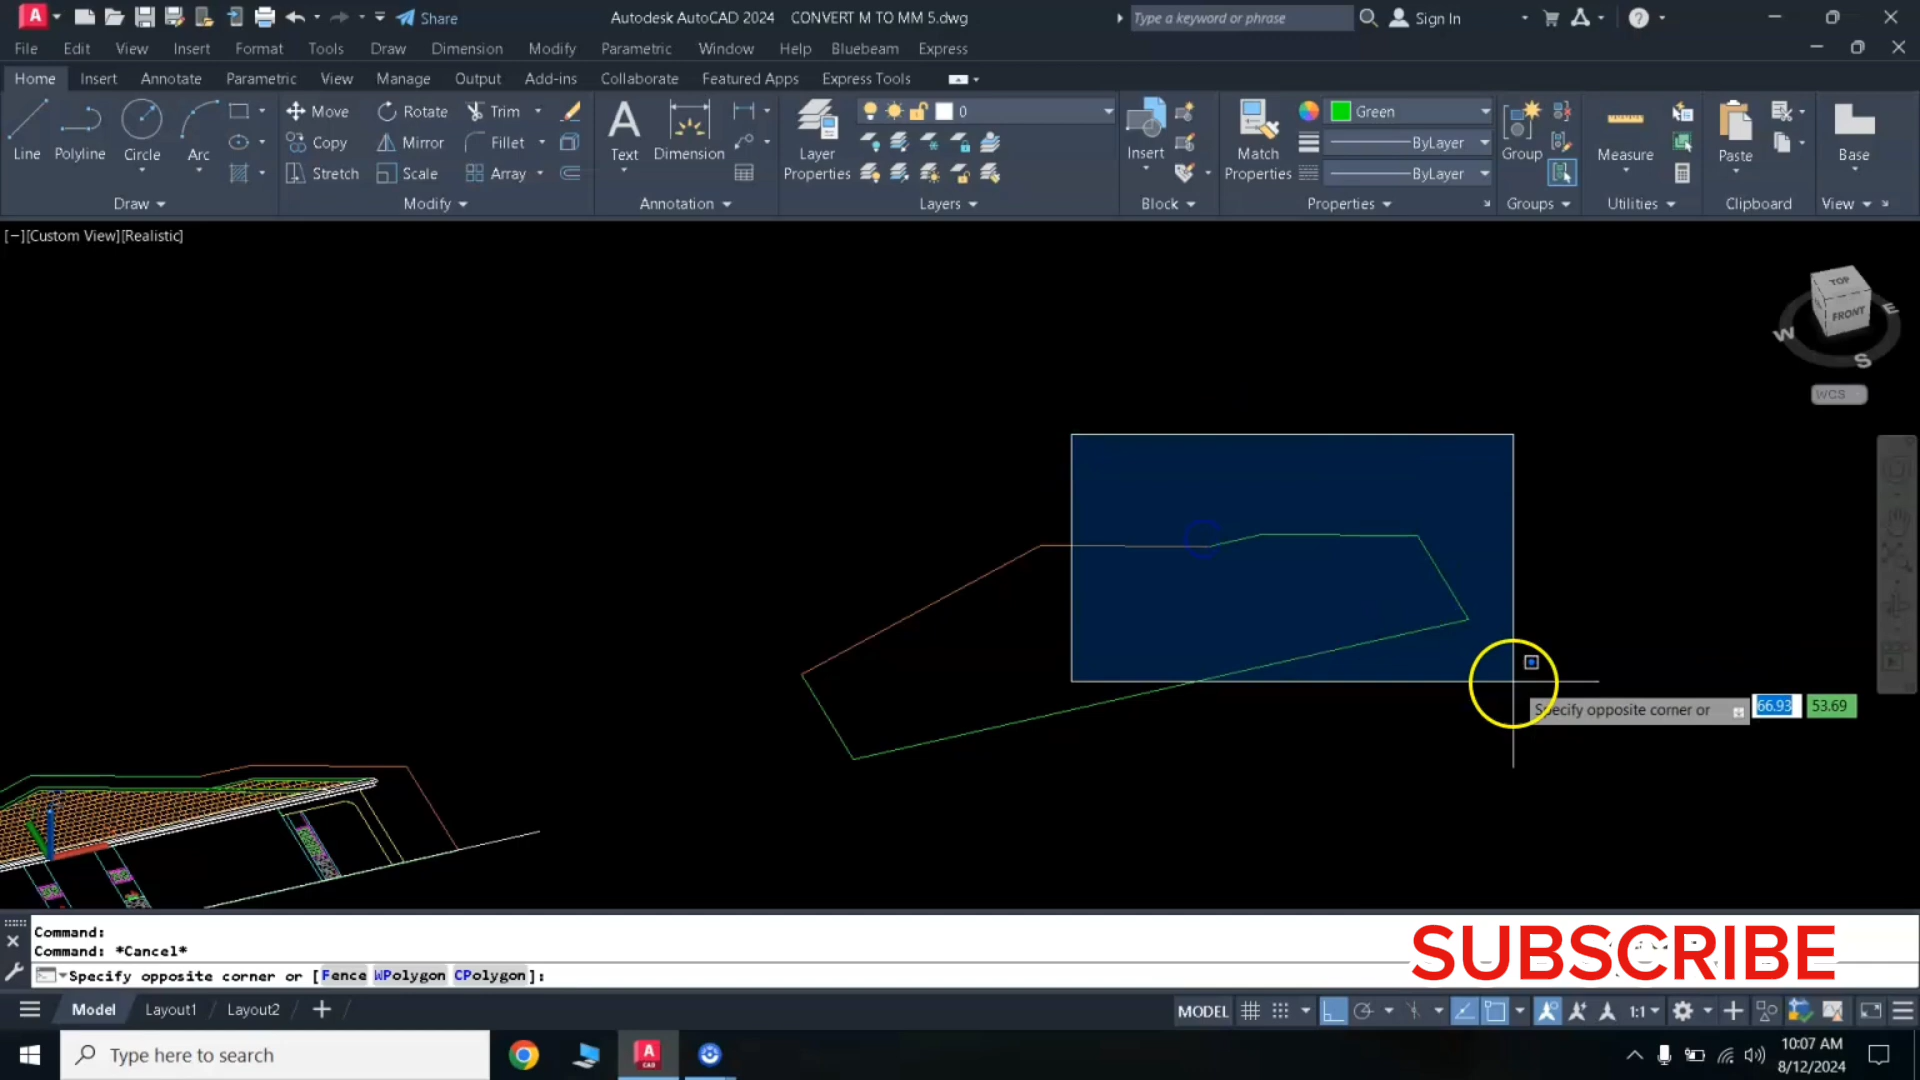 Share
Autodesk AutoCAD 2024 CONVERT M TO MM 5.dwg
Type a keyword or phrase
Sign In
File Edit View Insert Format Tools Draw Dimension Modify Parametric Window Help Bluebeam Express
Home Insert Annotate Parametric View Manage Output Add-ins Collaborate Featured Apps Express Tools
Move Rotate Trim
0
Green
Copy Mirror Fillet
ByLayer
Line Polyline Circle Arc Text Dimension Layer Properties Insert Match Properties Group Measure Paste Base
Stretch Scale Array
ByLayer
Draw Modify Annotation Layers Block Properties Groups Utilities Clipboard View
[−][Custom View][Realistic]
TOP
FRONT
W E
S
WCS
Specify opposite corner or 66.93 53.69
Command:
Command: *Cancel*
Specify opposite corner or [Fence WPolygon CPolygon]:
SUBSCRIBE
Model Layout1 Layout2
MODEL 1:1
Type here to search
A
CAD
10:07 AM
8/12/2024